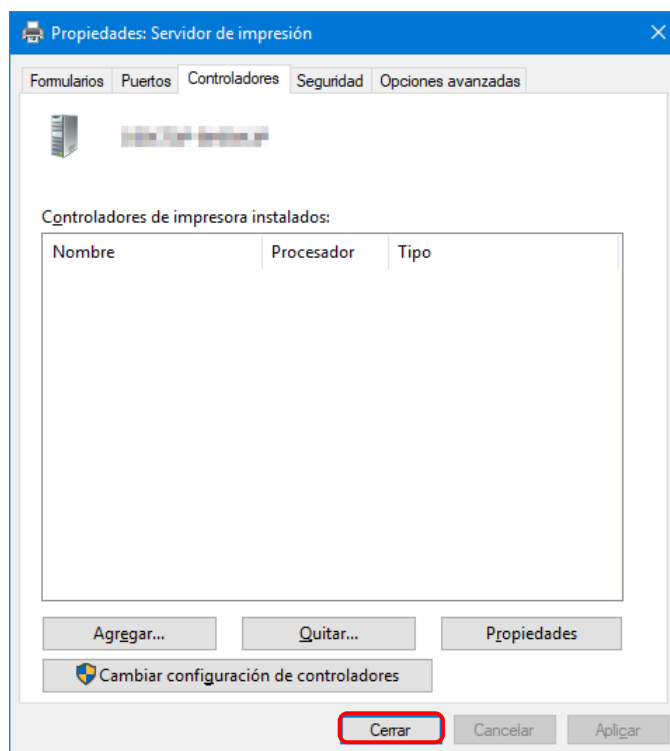 Propiedades: Servidor de impresión
Formularios Puertos Controladores Seguridad Opciones avanzadas
Controladores de impresora instalados:
Nombre Procesador Tipo
Agregar... Quitar... Propiedades
Cambiar configuración de controladores
Cerrar Cancelar Aplicar